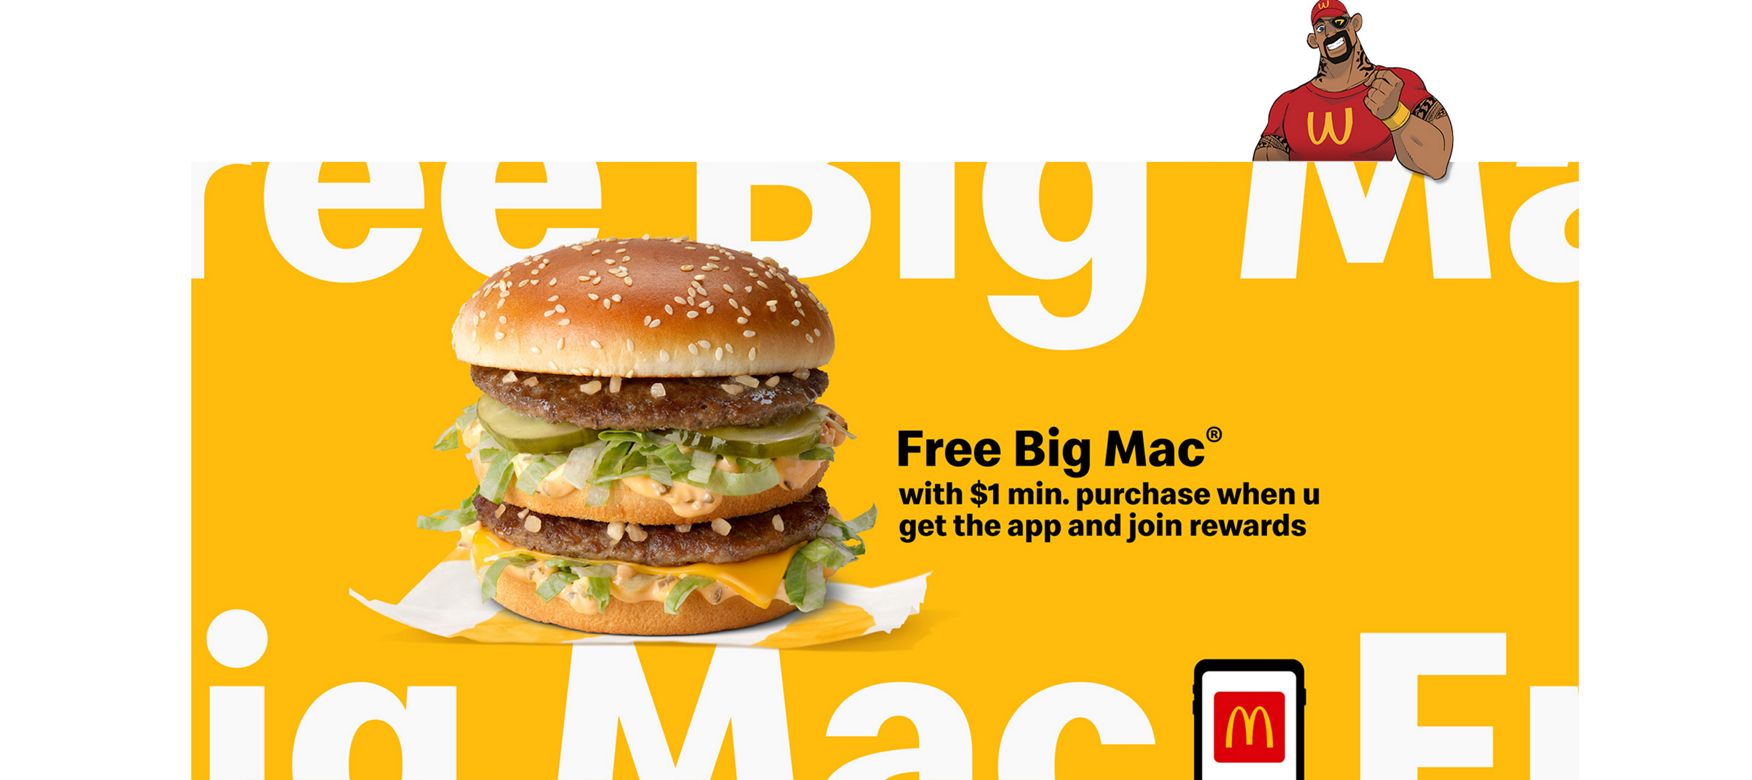 W
W
ree Big Ma
Free Big Mac®
with $1 min. purchase when u
get the app and join rewards
ig Mac
Fr